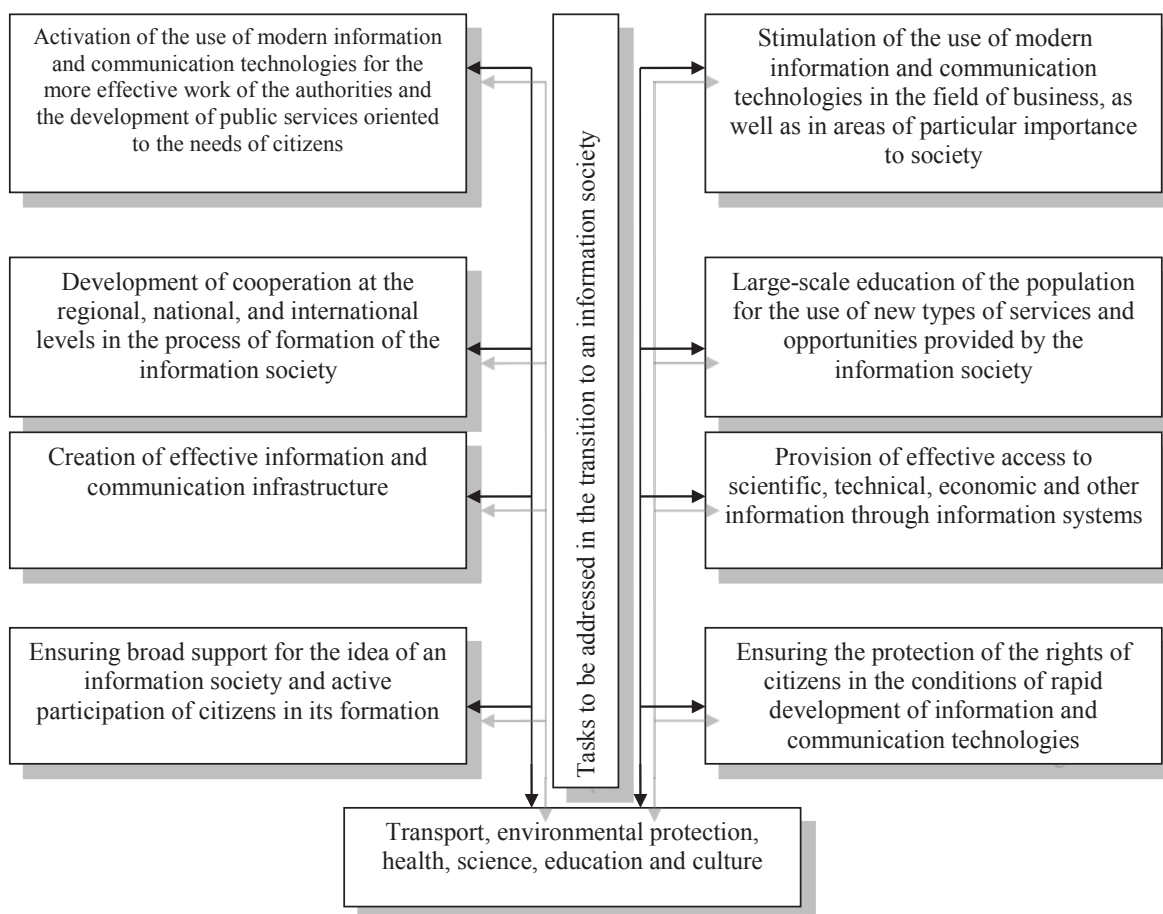 Activation of the use of modern information
and communication technologies for the
more effective work of the authorities and
the development of public services oriented
to the needs of citizens
Development of cooperation at the
regional, national, and international
levels in the process of formation of the
information society
Creation of effective information and
communication infrastructure
Ensuring broad support for the idea of an
information society and active
participation of citizens in its formation
Tasks to be addressed in the transition to an information society
Stimulation of the use of modern
information and communication
technologies in the field of business, as
well as in areas of particular importance
to society
Large-scale education of the population
for the use of new types of services and
opportunities provided by the
information society
Provision of effective access to
scientific, technical, economic and other
information through information systems
Ensuring the protection of the rights of
citizens in the conditions of rapid
development of information and
communication technologies
Transport, environmental protection,
health, science, education and culture